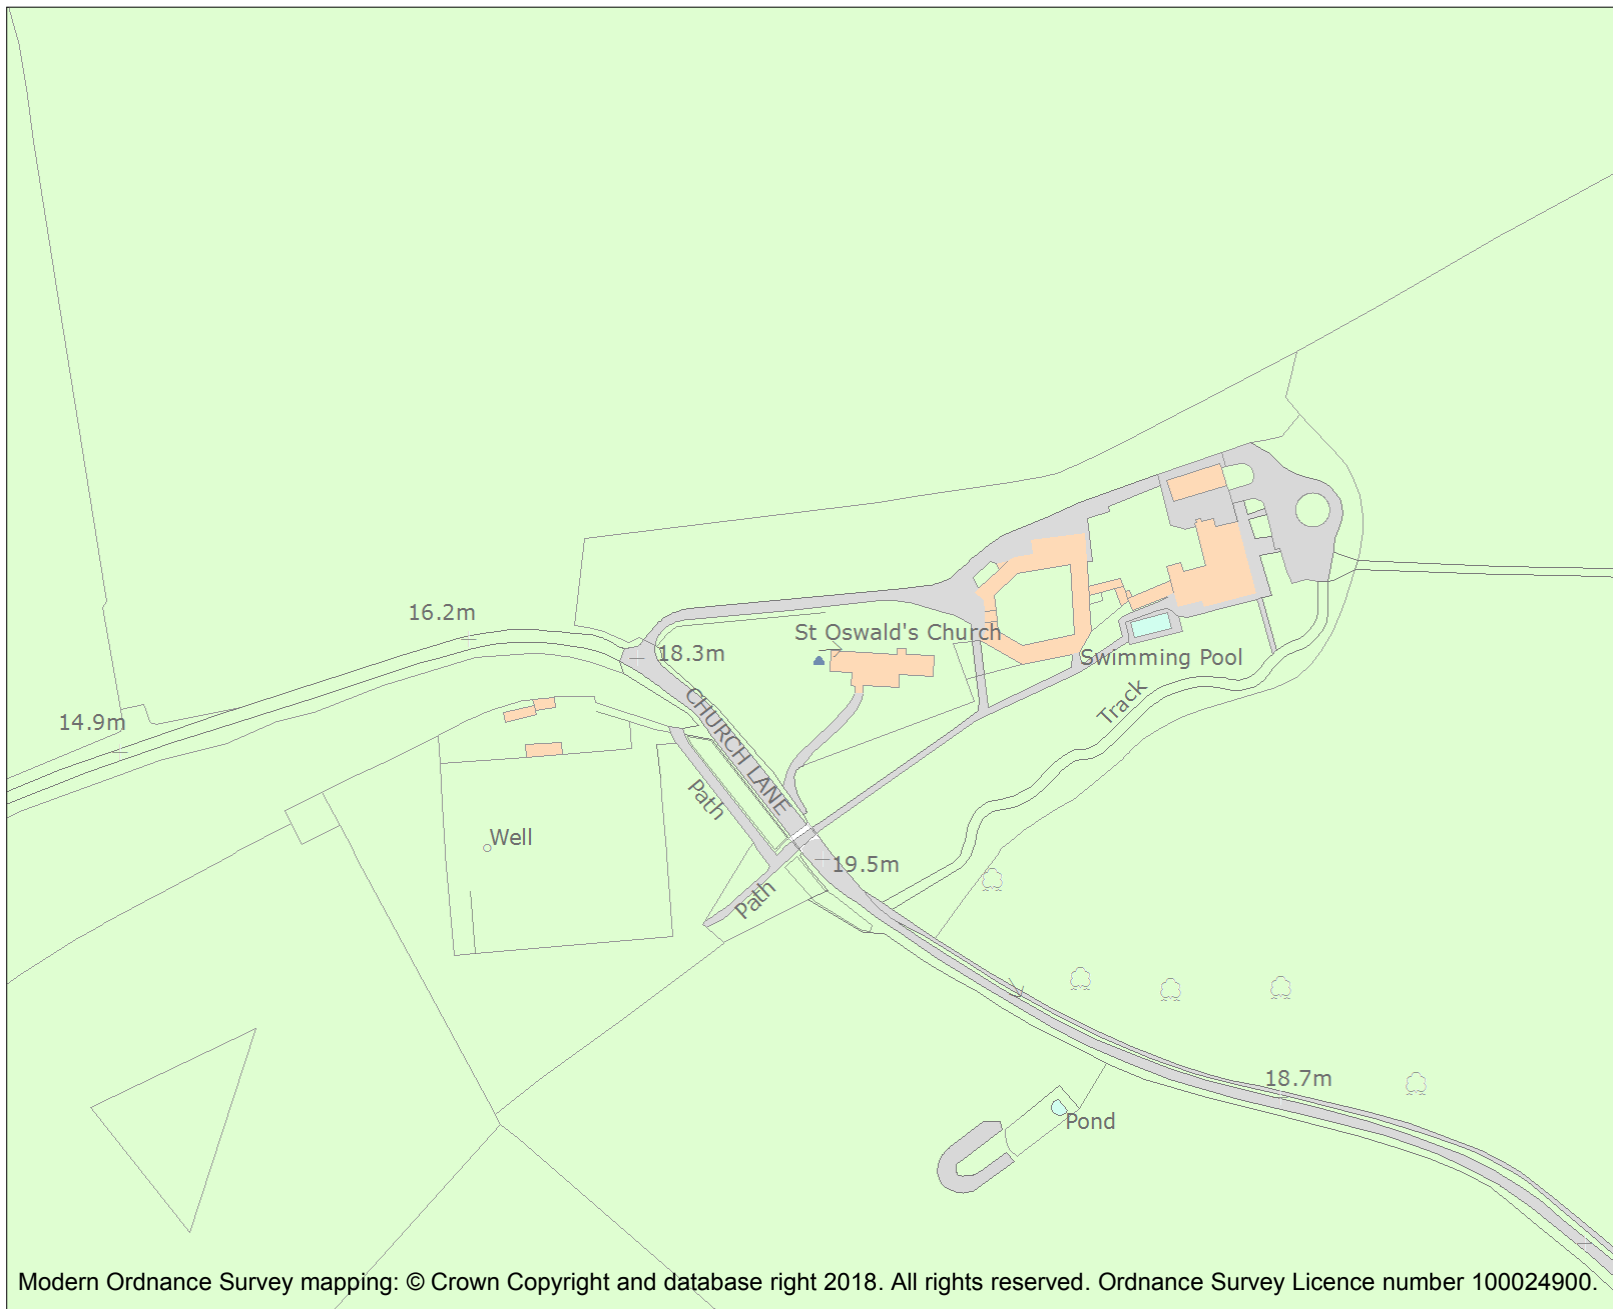 16.2m
St Oswald's Church
18.3m
Swimming Pool
Track
CHURCH LANE
14.9m
Path
Well
19.5m
Path
18.7m
Pond
Modern Ordnance Survey mapping: © Crown Copyright and database right 2018. All rights reserved. Ordnance Survey Licence number 100024900.